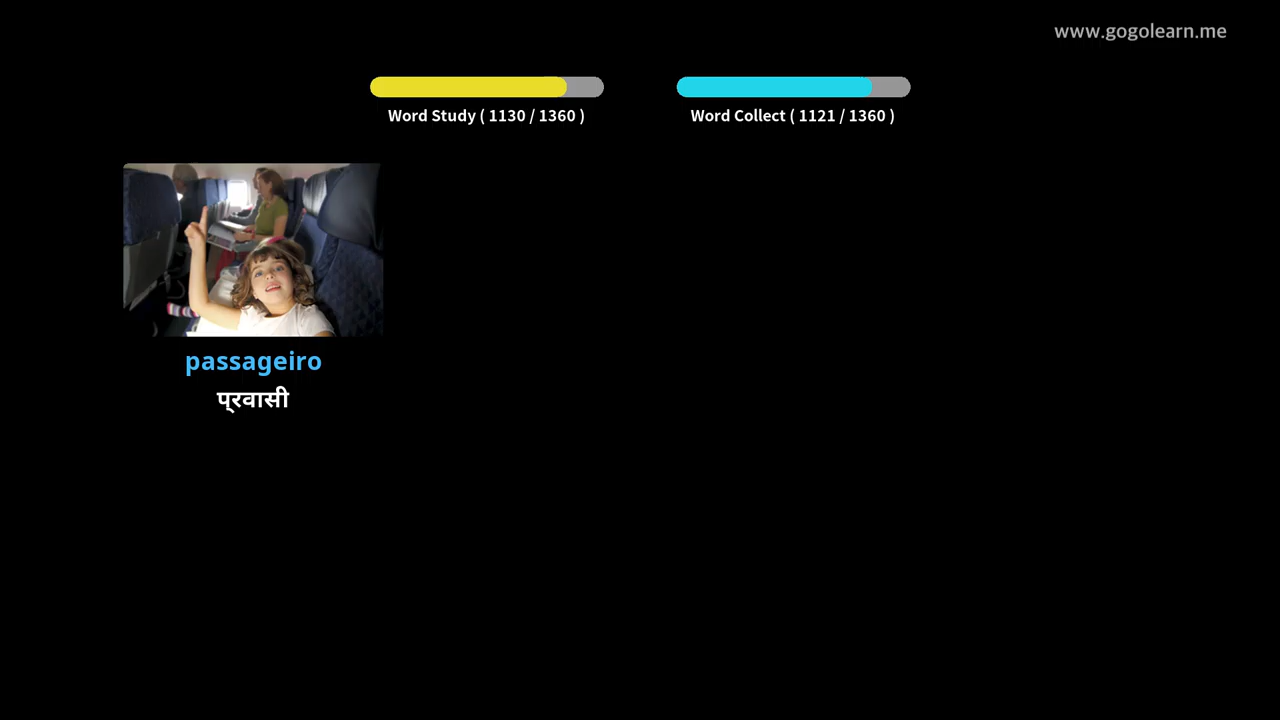 www.gogolearn.me
Word Study ( 1130 / 1360 )
Word Collect ( 1121 / 1360 )
passageiro
प्रवासी